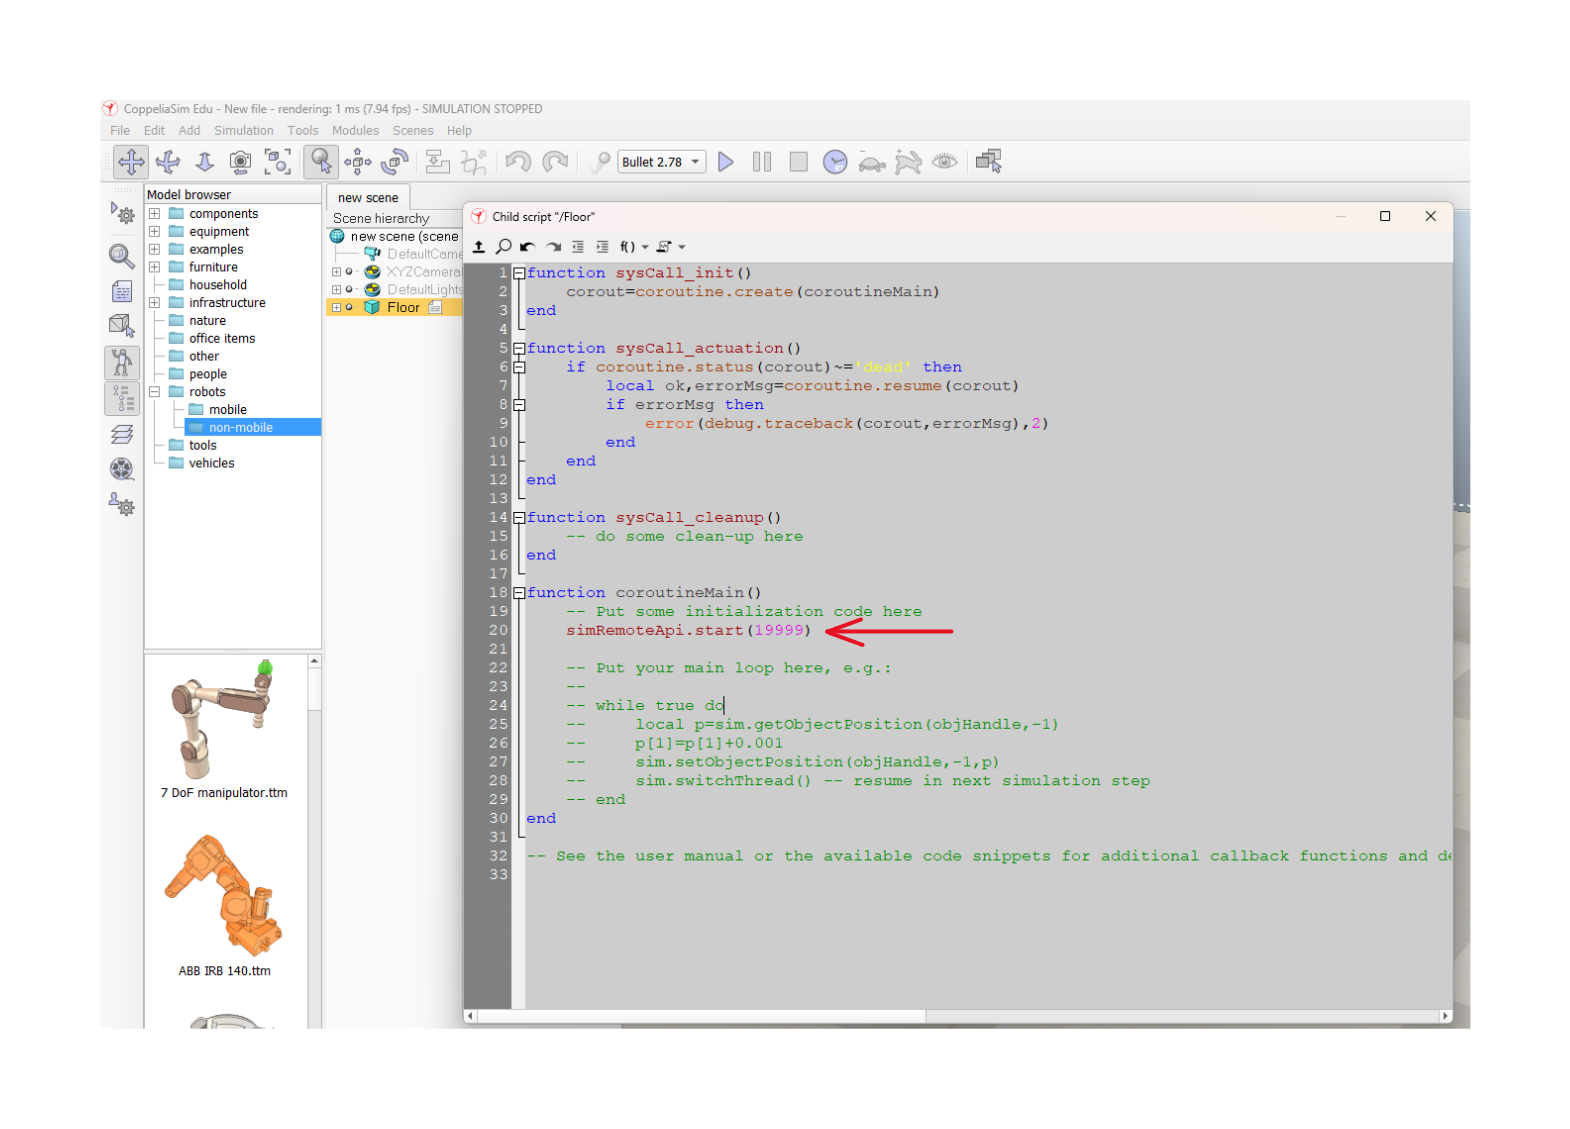 CoppeliaSim Edu - New file - rendering: 1 ms (7.94 fps) - SIMULATION STOPPED
File Edit Add Simulation Tools Modules Scenes Help
Bullet 2.78
Model browser
components
equipment
examples
furniture
household
infrastructure
nature
office items
other
people
robots
mobile
non-mobile
tools
vehicles
7 DoF manipulator.ttm
ABB IRB 140.ttm
new scene
Scene hierarchy
new scene (scene
DefaultCame
XYZCamera
DefaultLights
Floor
Child script "/Floor"
f()
1 function sysCall_init()
2 corout=coroutine.create(coroutineMain)
3 end
4
5 function sysCall_actuation()
6 if coroutine.status(corout)~='dead' then
7 local ok,errorMsg=coroutine.resume(corout)
8 if errorMsg then
9 error(debug.traceback(corout,errorMsg),2)
10 end
11 end
12 end
13
14 function sysCall_cleanup()
15 -- do some clean-up here
16 end
17
18 function coroutineMain()
19 -- Put some initialization code here
20 simRemoteApi.start(19999)
21
22 -- Put your main loop here, e.g.:
23 --
24 -- while true do
25 -- local p=sim.getObjectPosition(objHandle,-1)
26 -- p[1]=p[1]+0.001
27 -- sim.setObjectPosition(objHandle,-1,p)
28 -- sim.switchThread() -- resume in next simulation step
29 -- end
30 end
31
32 -- See the user manual or the available code snippets for additional callback functions and de
33